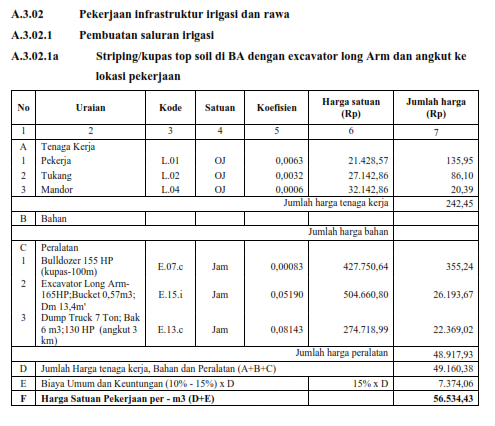 A.3.02 Pekerjaan infrastruktur irigasi dan rawa
A.3.02.1 Pembuatan saluran irigasi
A.3.02.1a Striping/kupas top soil di BA dengan excavator long Arm dan angkut ke
lokasi pekerjaan
No Uraian Kode Satuan Koefisien Harga satuan (Rp) Jumlah harga (Rp)
1 2 3 4 5 6 7
A Tenaga Kerja
1 Pekerja L.01 OJ 0,0063 21.428,57 135,95
2 Tukang L.02 OJ 0,0032 27.142,86 86,10
3 Mandor L.04 OJ 0,0006 32.142,86 20,39
Jumlah harga tenaga kerja 242,45
B Bahan
Jumlah harga bahan
C Peralatan
1 Bulldozer 155 HP
(kupas-100m) E.07.c Jam 0,00083 427.750,64 355,24
2 Excavator Long Arm-
165HP;Bucket 0,57m3; E.15.i Jam 0,05190 504.660,80 26.193,67
Dm 13,4m'
3 Dump Truck 7 Ton; Bak
6 m3;130 HP (angkut 3 E.13.c Jam 0,08143 274.718,99 22.369,02
km)
Jumlah harga peralatan 48.917,93
D Jumlah Harga tenaga kerja, Bahan dan Peralatan (A+B+C) 49.160,38
E Biaya Umum dan Keuntungan (10% - 15%) x D 15% x D 7.374,06
F Harga Satuan Pekerjaan per - m3 (D+E) 56.534,43